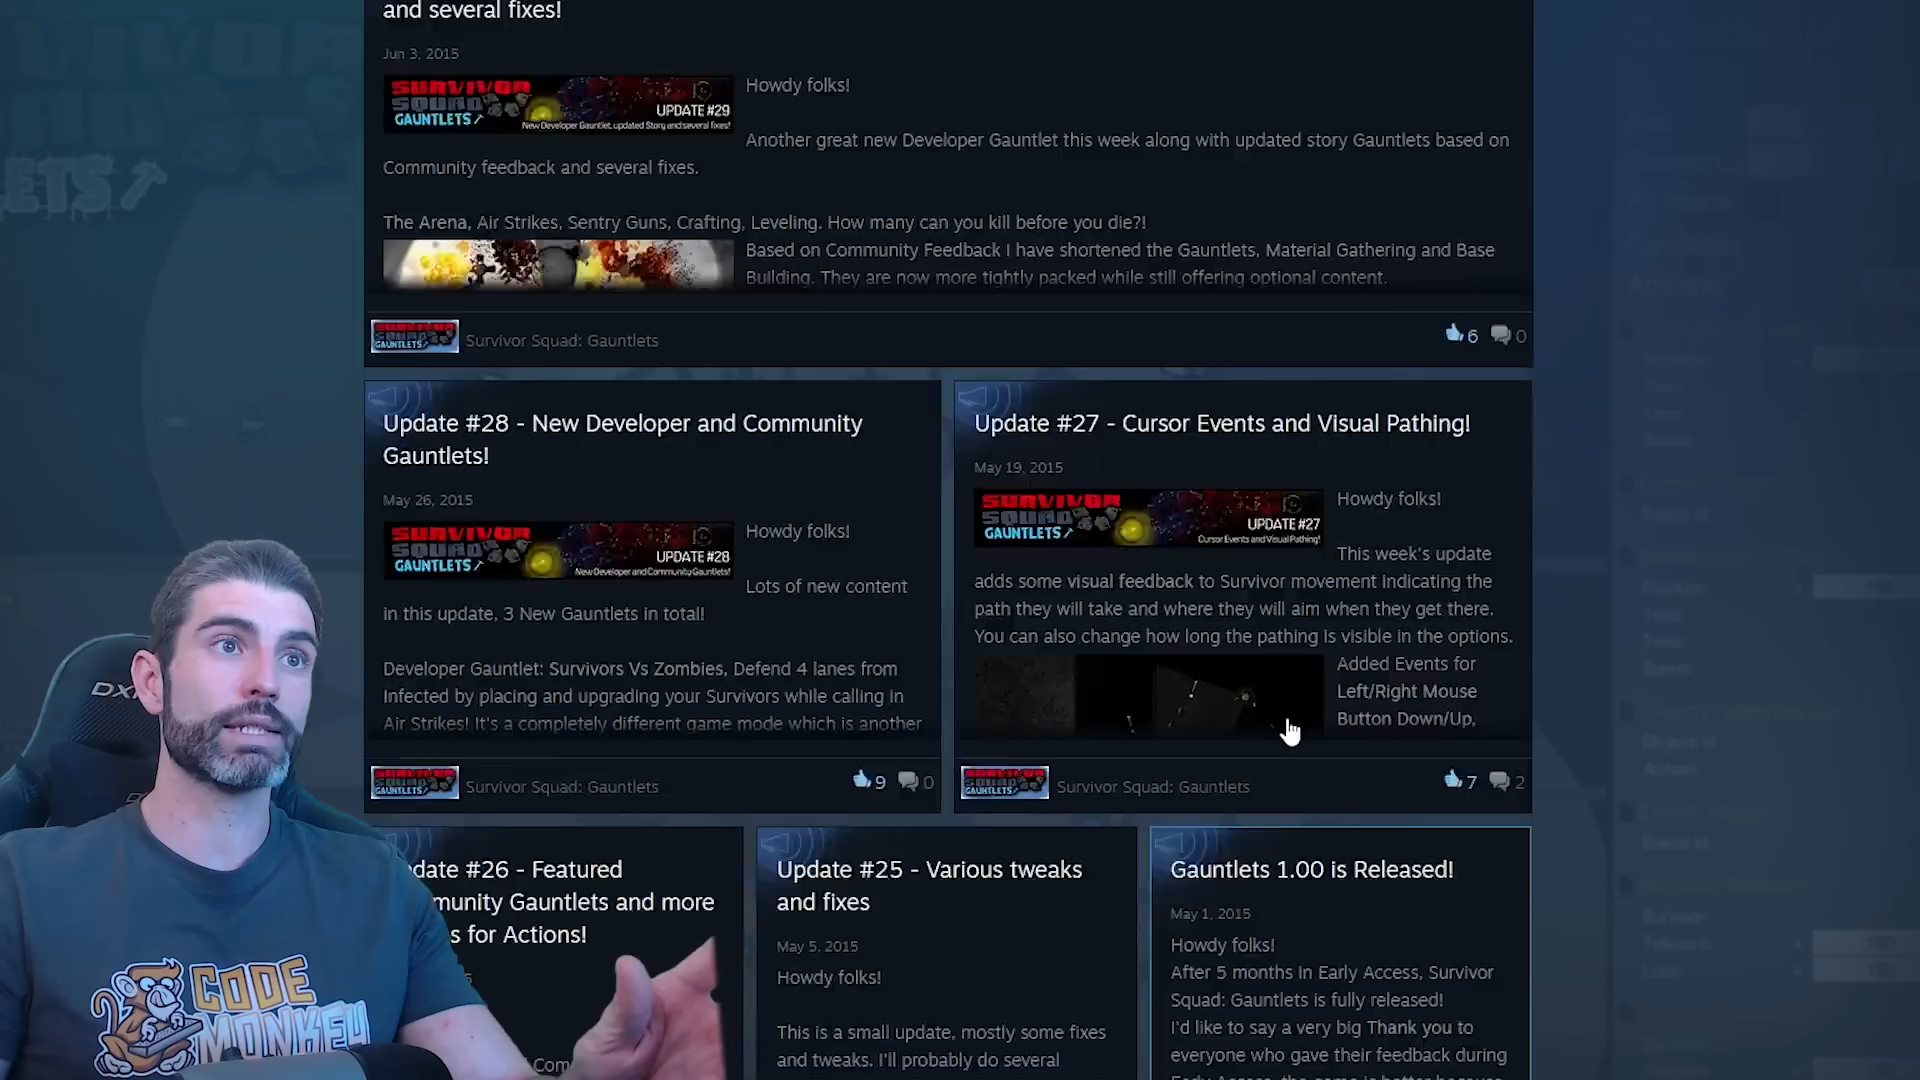 and several fixes!
Jun 3, 2015
SURVIVOR
SQUAD
GAUNTLETS
UPDATE #29
New Developer Gauntlet, updated Story and several fixes!
Howdy folks!
Another great new Developer Gauntlet this week along with updated story Gauntlets based on
Community feedback and several fixes.
The Arena, Air Strikes, Sentry Guns, Crafting, Leveling. How many can you kill before you die?!
Based on Community Feedback I have shortened the Gauntlets, Material Gathering and Base
Building. They are now more tightly packed while still offering optional content.
SURVIVOR
SQUAD
GAUNTLETS
Survivor Squad: Gauntlets
6
0
Update #28 - New Developer and Community
Gauntlets!
May 26, 2015
SURVIVOR
SQUAD
GAUNTLETS
UPDATE #28
New Developer and Community Gauntlets!
Howdy folks!
Lots of new content
in this update, 3 New Gauntlets in total!
Developer Gauntlet: Survivors Vs Zombies, Defend 4 lanes from
Infected by placing and upgrading your Survivors while calling in
Air Strikes! It's a completely different game mode which is another
Survivor Squad: Gauntlets
9
0
Update #27 - Cursor Events and Visual Pathing!
May 19, 2015
SURVIVOR
SQUAD
GAUNTLETS
UPDATE #27
Cursor Events and Visual Pathing!
Howdy folks!
This week's update
adds some visual feedback to Survivor movement indicating the
path they will take and where they will aim when they get there.
You can also change how long the pathing is visible in the options.
Added Events for
Left/Right Mouse
Button Down/Up,
Survivor Squad: Gauntlets
7
2
date #26 - Featured
munity Gauntlets and more
s for Actions!
Com
Update #25 - Various tweaks
and fixes
May 5, 2015
Howdy folks!
This is a small update, mostly some fixes
and tweaks. I'll probably do several
Gauntlets 1.00 is Released!
May 1, 2015
Howdy folks!
After 5 months in Early Access, Survivor
Squad: Gauntlets is fully released!
I'd like to say a very big Thank you to
everyone who gave their feedback during
DX
CODE
MONKEY